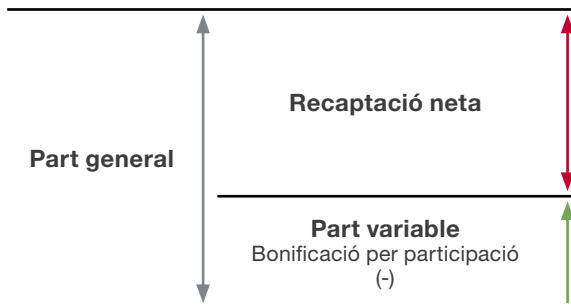 Recaptació neta
Part general
Part variable
Bonificació per participació
(-)